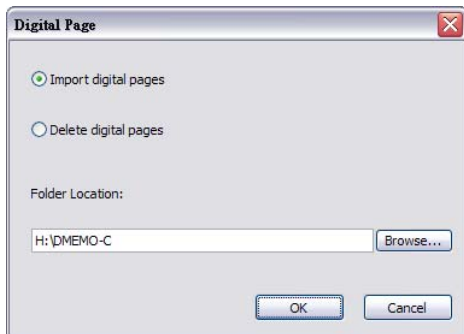 Digital Page
Import digital pages
Delete digital pages
Folder Location:
H:\DMEMO-C
Browse...
OK
Cancel